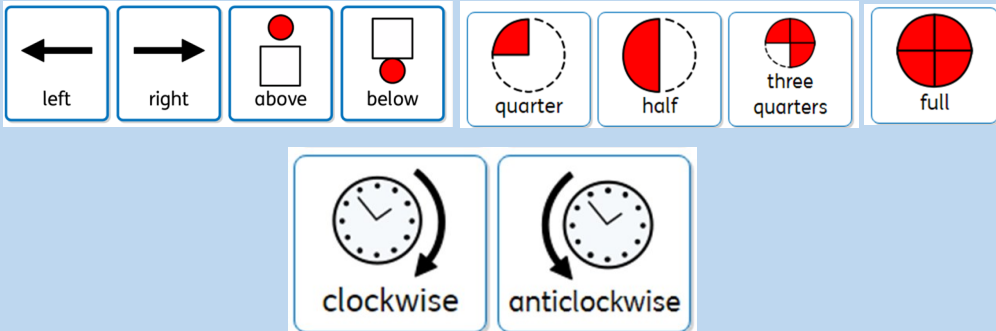 left
right
above
below
quarter
half
three
quarters
full
clockwise
anticlockwise